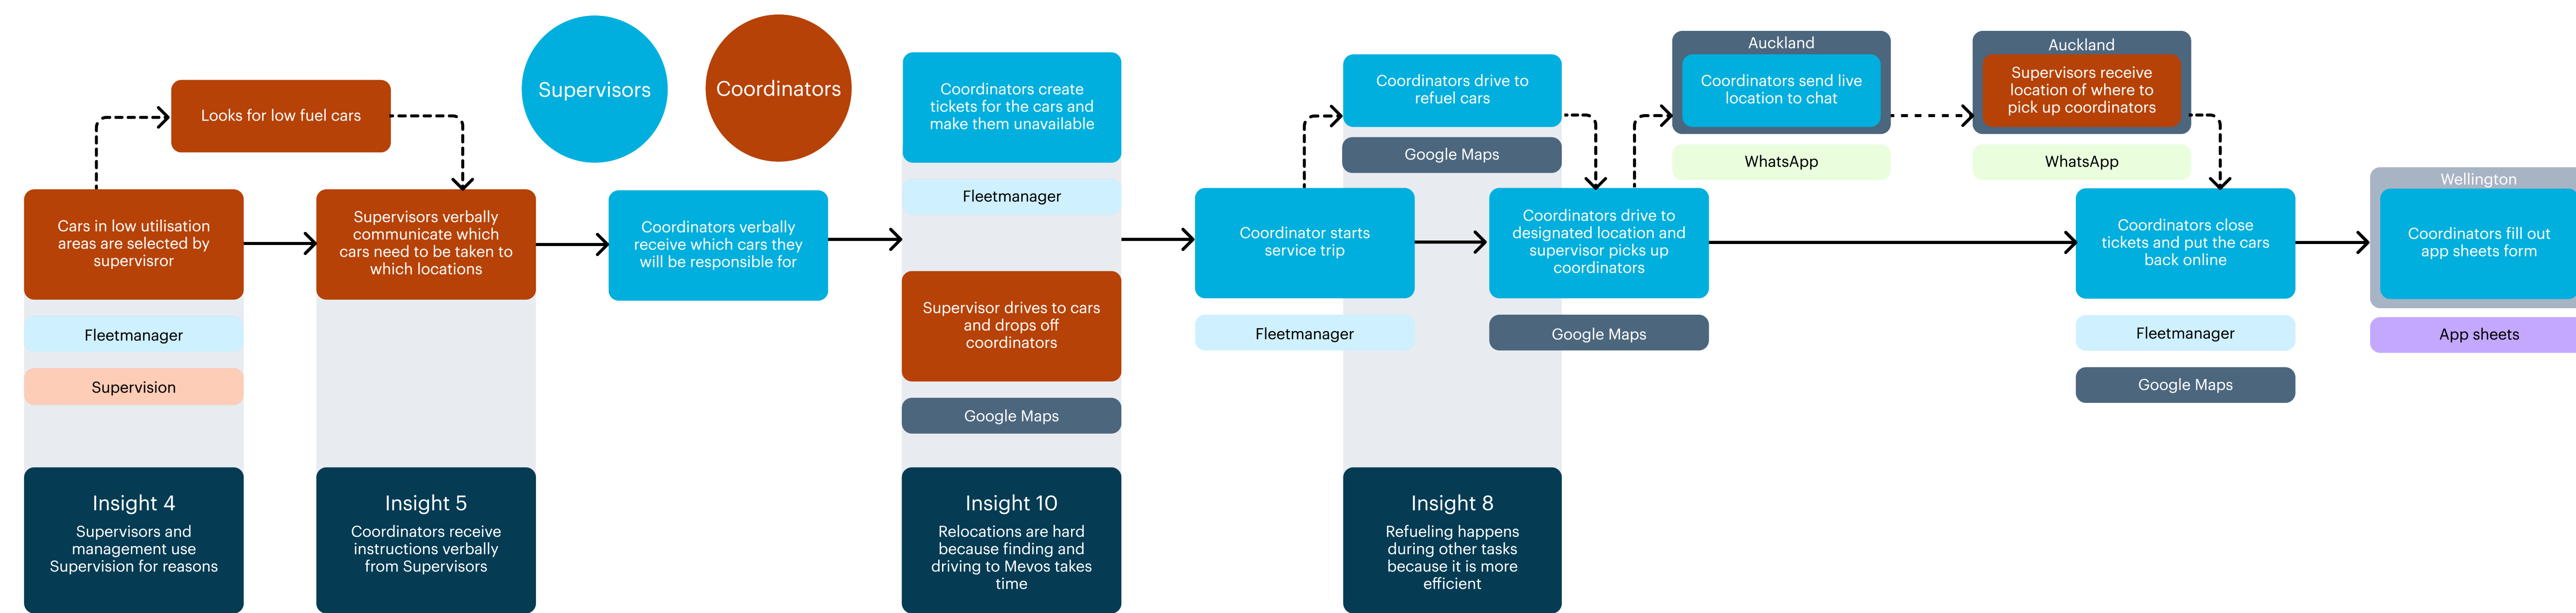 Supervisors
Coordinators
Looks for low fuel cars
Cars in low utilisation
areas are selected by
supervisror
Fleetmanager
Supervision
Insight 4
Supervisors and
management use
Supervision for reasons
Supervisors verbally
communicate which
cars need to be taken to
which locations
Insight 5
Coordinators receive
instructions verbally
from Supervisors
Coordinators verbally
receive which cars they
will be responsible for
Coordinators create
tickets for the cars and
make them unavailable
Fleetmanager
Supervisor drives to cars
and drops off
coordinators
Google Maps
Insight 10
Relocations are hard
because finding and
driving to Mevos takes
time
Coordinator starts
service trip
Fleetmanager
Coordinators drive to
refuel cars
Google Maps
Insight 8
Refueling happens
during other tasks
because it is more
efficient
Coordinators drive to
designated location and
supervisor picks up
coordinators
Google Maps
Auckland
Coordinators send live
location to chat
WhatsApp
Auckland
Supervisors receive
location of where to
pick up coordinators
WhatsApp
Coordinators close
tickets and put the cars
back online
Fleetmanager
Google Maps
Wellington
Coordinators fill out
app sheets form
App sheets